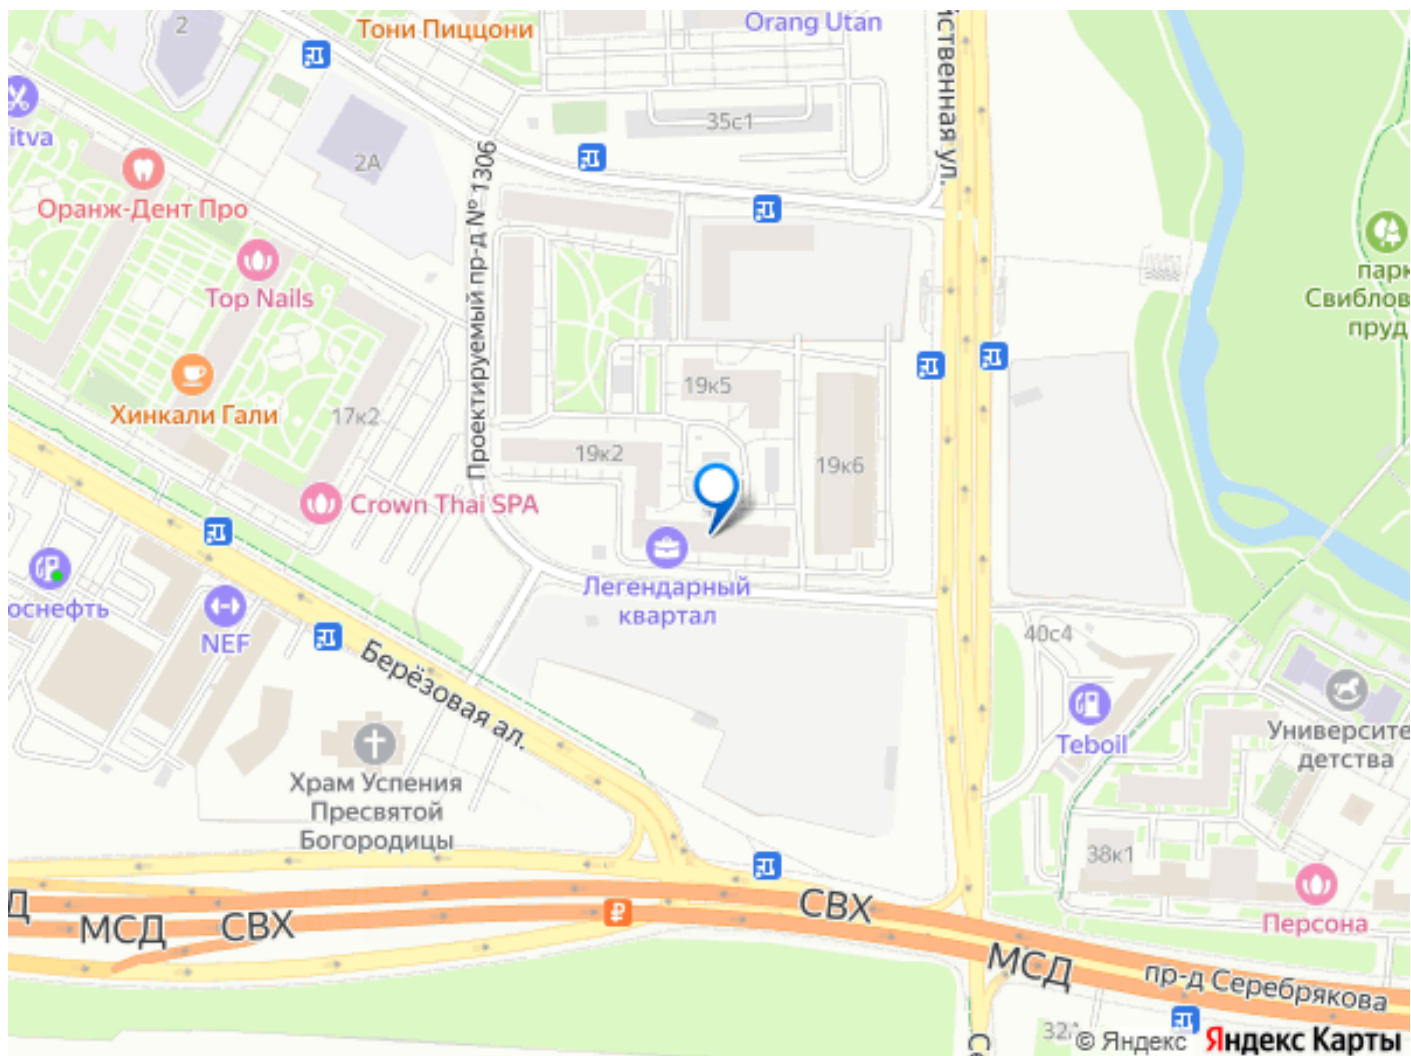 2
Тони Пиццони
Orang Utan
йственная ул.
itva
35с1
2А
Оранж-Дент Про
Проектируемый пр-д № 1306
Top Nails
парк
Свиблов
пруд
19к5
Хинкали Гали
17к2
19к2
19к6
Crown Thai SPA
Легендарный
квартал
оснефть
NEF
40с4
Берёзовая ал.
Teboil
Университе
детства
Храм Успения
Пресвятой
Богородицы
38к1
Д
МСД
СВХ
СВХ
Персона
МСД
пр-д Серебрякова
32
Се
© Яндекс
Яндекс Карты